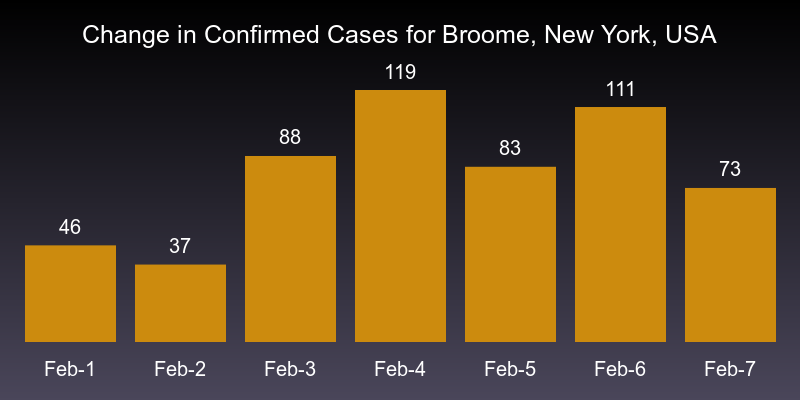 Change in Confirmed Cases for Broome, New York, USA
46
37
88
119
83
111
73
Feb-1
Feb-2
Feb-3
Feb-4
Feb-5
Feb-6
Feb-7